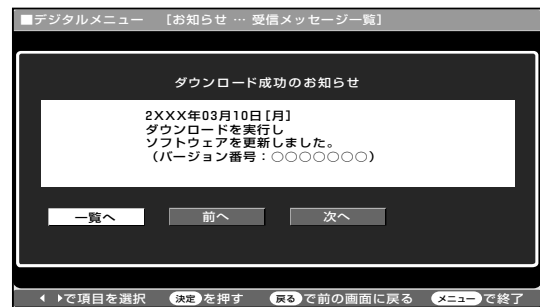 ■デジタルメニュー [お知らせ … 受信メッセージ一覧]
ダウンロード成功のお知らせ
2XXX年03月10日[月]
ダウンロードを実行し
ソフトウェアを更新しました。
(バージョン番号:○○○○○○○)
一覧へ 前へ 次へ
で項目を選択 決定を押す 戻るで前の画面に戻る メニューで終了